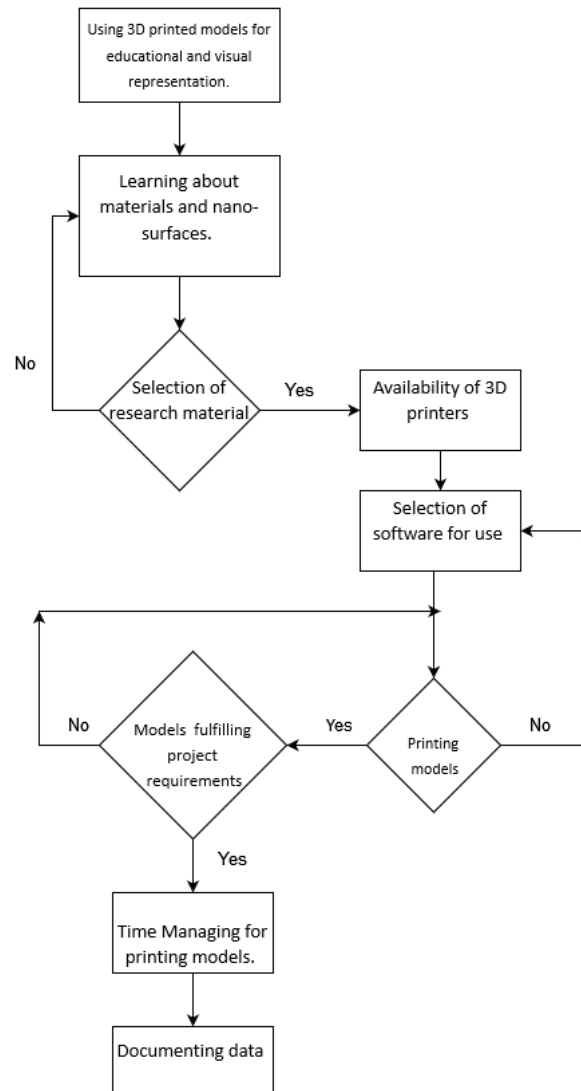 Using 3D printed models for
educational and visual
representation.
Learning about
materials and nano-
surfaces.
No
Selection of
research material
Yes
Availability of 3D
printers
Selection of
software for use
No
Models fulfilling
project
requirements
Yes
Printing
models
No
Yes
Time Managing for
printing models.
Documenting data